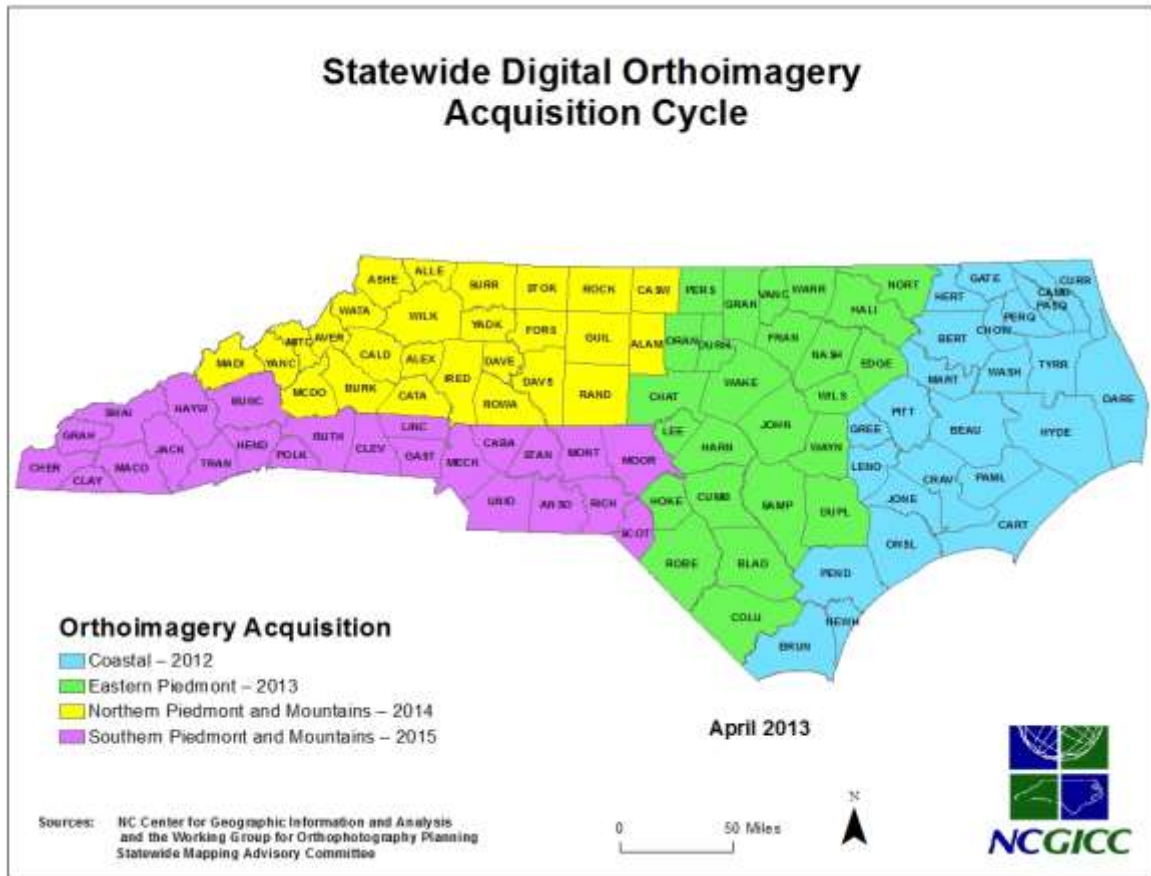 Statewide Digital Orthoimagery
Acquisition Cycle
ASHE
ALLE
SURR
STOK
ROCK
CASW
PERS
GRAN
VANC
WARR
NORT
HALI
HERT
GATE
CURR
CAMD
PASQ
PERQ
CHOW
BERT
WATA
WILK
YADK
FORS
GUIL
ALAM
ORAN
DURH
FRAN
NASH
EDGE
MART
WASH
TYRR
DARE
MADI
YANC
MITC
AVER
CALD
ALEX
IRED
DAVE
DAVS
RAND
CHAT
WAKE
WILS
PITT
BEAU
HYDE
MCDO
BURK
CATA
ROWA
JOHN
GREE
SWAI
HAYW
BUNC
RUTH
LINC
CABA
STAN
MONT
MOOR
LEE
HARN
WAYN
LENO
CRAV
PAML
GRAH
JACK
HEND
POLK
CLEV
GAST
MECK
CHER
CLAY
MACO
TRAN
UNIO
ANSO
RICH
SCOT
HOKE
CUMB
SAMP
DUPL
JONE
CART
ONSL
ROBE
BLAD
PEND
COLU
NEWH
BRUN
Orthoimagery Acquisition
Coastal – 2012
Eastern Piedmont – 2013
Northern Piedmont and Mountains – 2014
Southern Piedmont and Mountains – 2015
April 2013
Sources: NC Center for Geographic Information and Analysis
and the Working Group for Orthophotography Planning
Statewide Mapping Advisory Committee
0 50 Miles
N
NCGICC